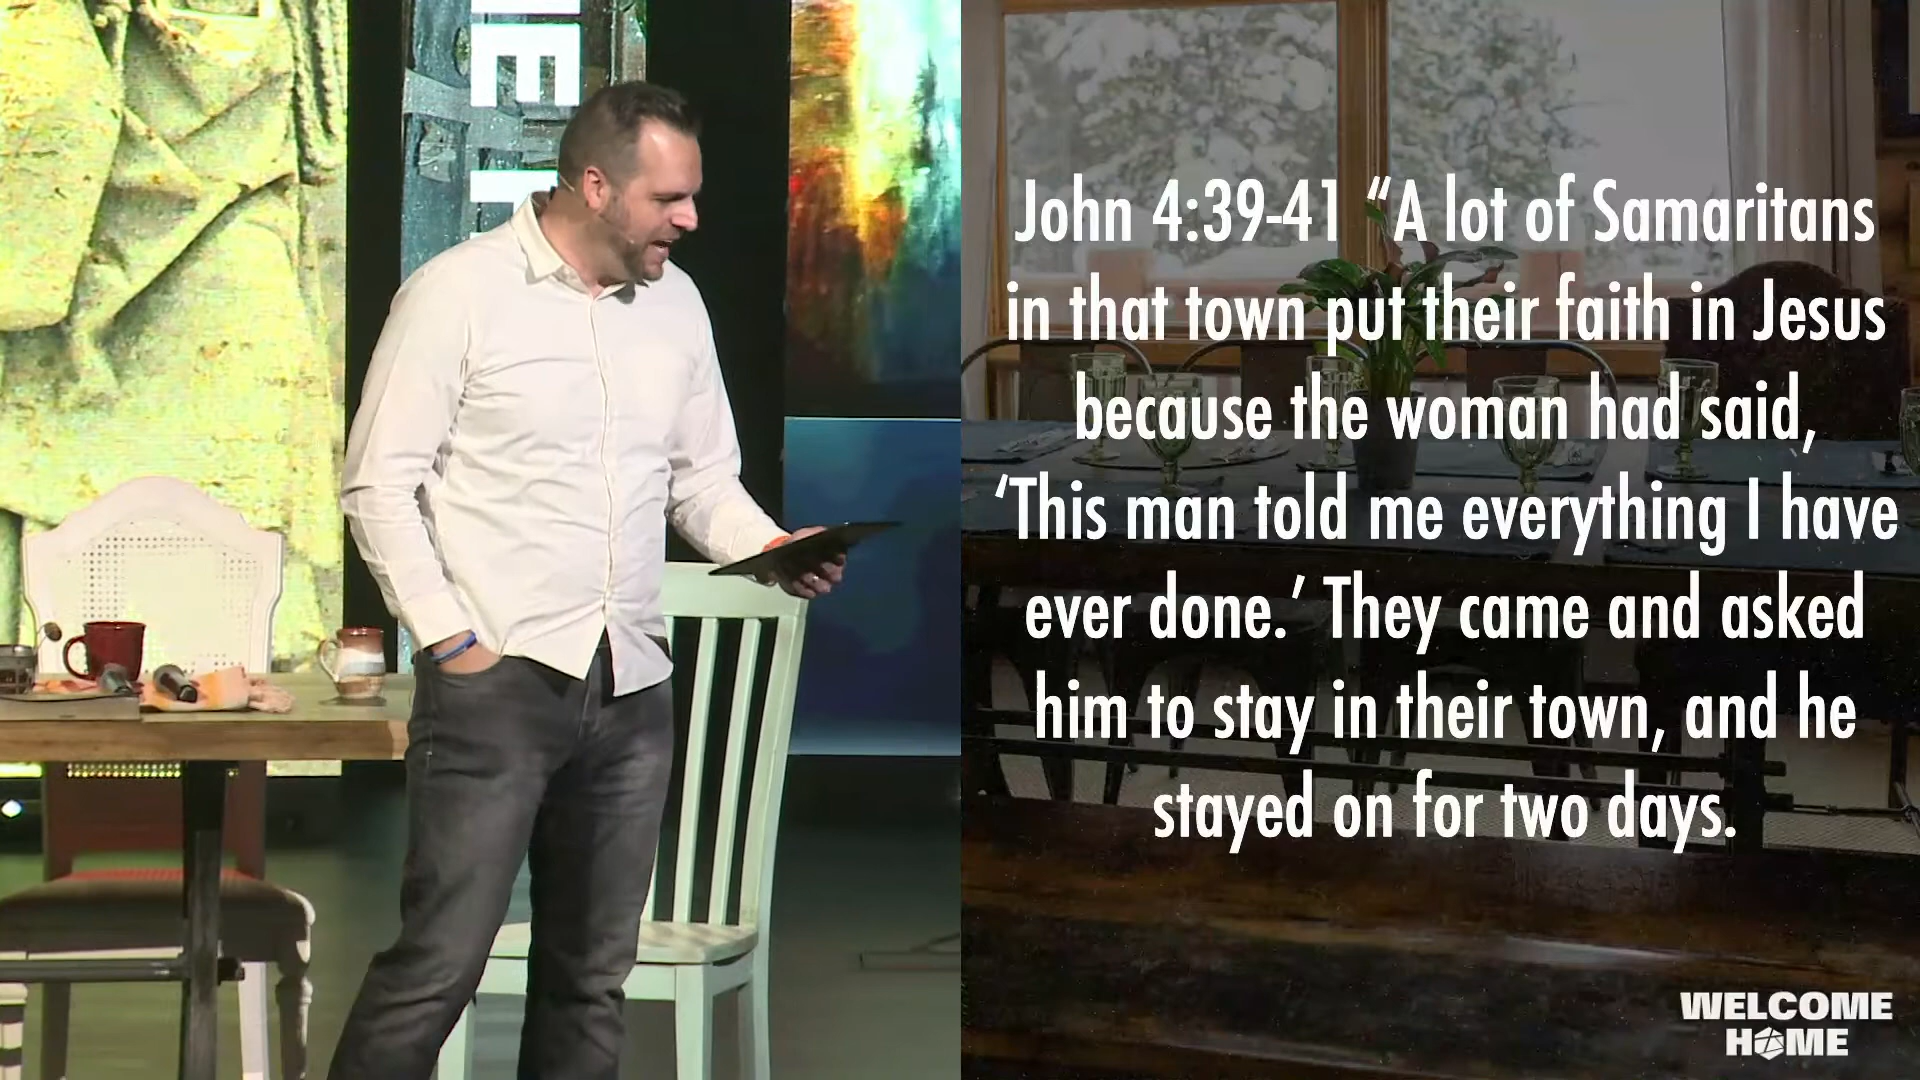 John 4:39-41 “A lot of Samaritans
in that town put their faith in Jesus
because the woman had said,
‘This man told me everything I have
ever done.’ They came and asked
him to stay in their town, and he
stayed on for two days.
WELCOME
HOME